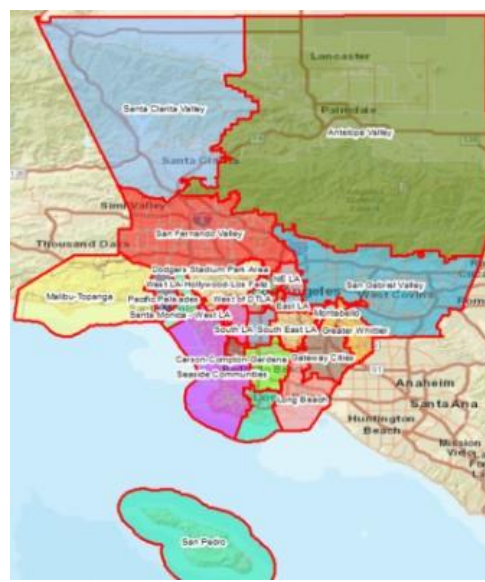 Lancaster
Santa Clarita Valley
Palmdale
Antelope Valley
Santa Clarita
Simi Valley
San Fernando Valley
Thousand Oaks
Dodgers Stadium Park Area
NE LA
West LA-Hollywood-Los Feliz
San Gabriel Valley
West Covina
Malibu-Topanga
Pacific Palisades
West of DTLA
East LA
Montebello
Santa Monica - West LA
South LA
South East LA
Greater Whittier
Carson-Compton-Gardena
Gateway Cities
Seaside Communities
Anaheim
Long Beach
Santa Ana
Huntington
Beach
Mission
San Pedro